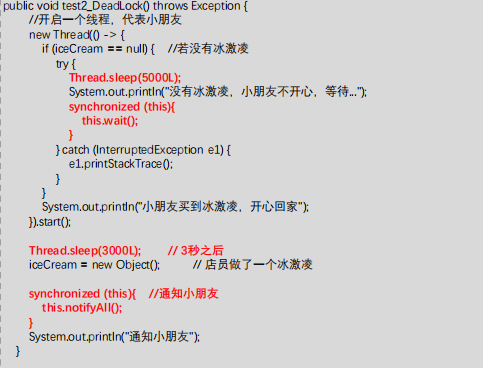 public void test2_DeadLock() throws Exception {
//开启一个线程，代表小朋友
new Thread(() -> {
if (iceCream == null) {    //若没有冰激凌
try {
Thread.sleep(5000L);
System.out.println("没有冰激凌，小朋友不开心，等待...");
synchronized (this){
this.wait();
}
} catch (InterruptedException e1) {
e1.printStackTrace();
}
}
System.out.println("小朋友买到冰激凌，开心回家");
}).start();
Thread.sleep(3000L);        // 3秒之后
iceCream = new Object();        // 店员做了一个冰激凌
synchronized (this){    //通知小朋友
this.notifyAll();
}
System.out.println("通知小朋友");
}